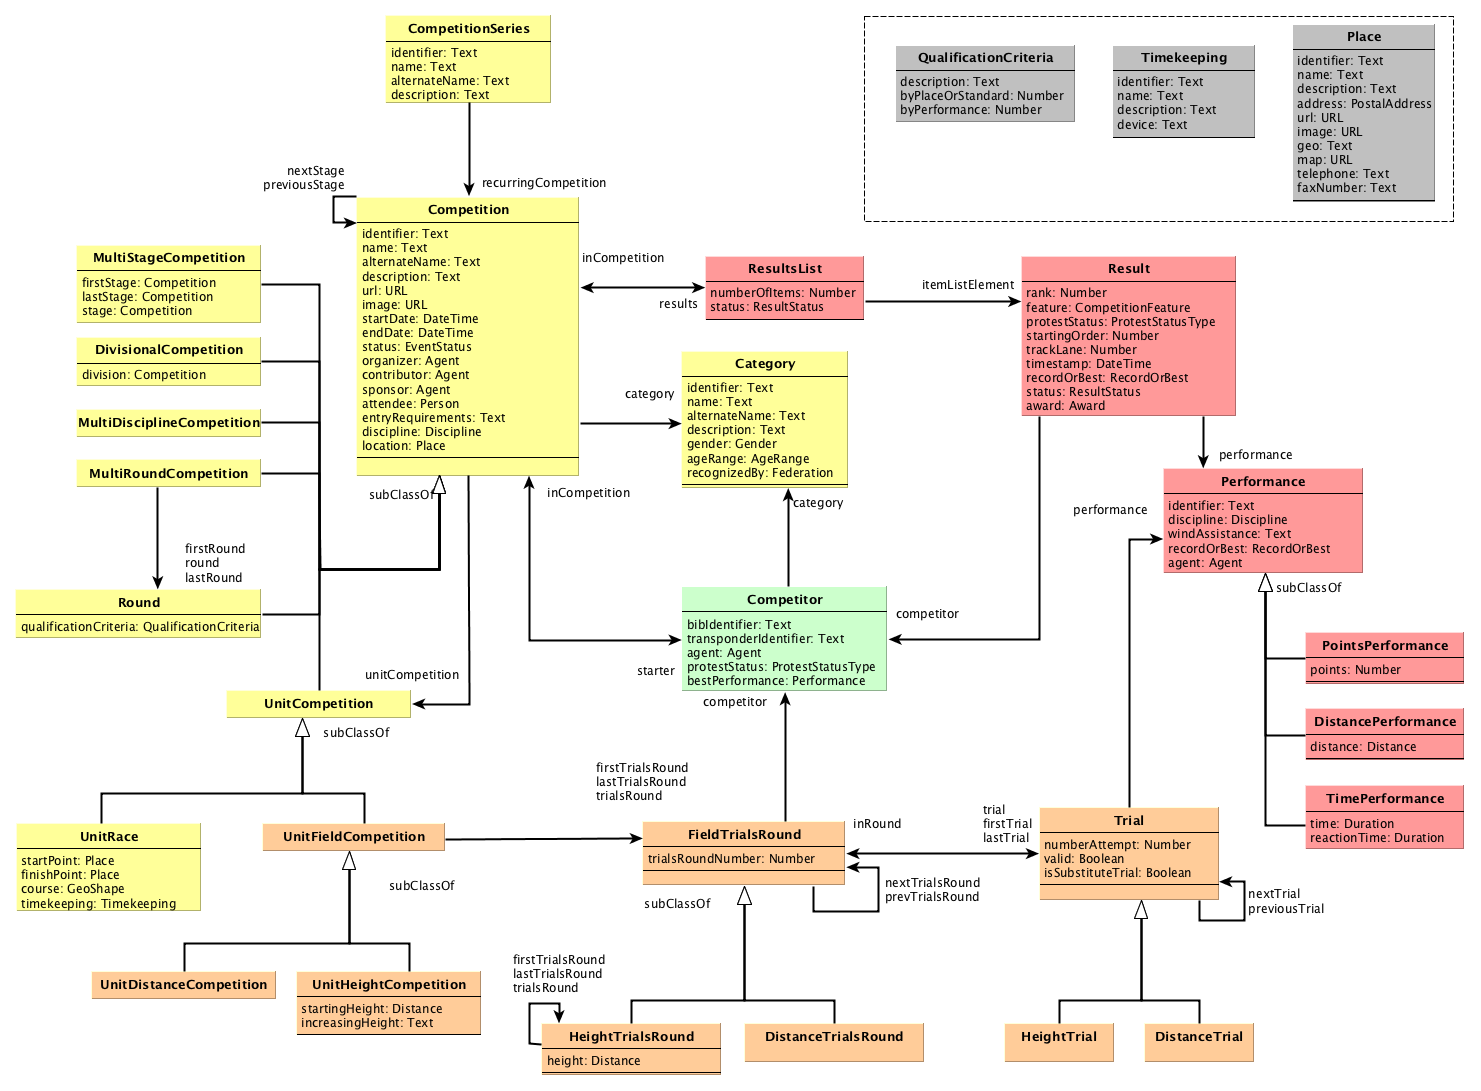 CompetitionSeries
identifier: Text
name: Text
alternateName: Text
description: Text
QualificationCriteria
description: Text
byPlaceOrStandard: Number
byPerformance: Number
Timekeeping
identifier: Text
name: Text
description: Text
device: Text
Place
identifier: Text
name: Text
description: Text
address: PostalAddress
url: URL
image: URL
geo: Text
map: URL
telephone: Text
faxNumber: Text
nextStage
previousStage
recurringCompetition
Competition
identifier: Text
name: Text
alternateName: Text
description: Text
url: URL
image: URL
startDate: DateTime
endDate: DateTime
status: EventStatus
organizer: Agent
contributor: Agent
sponsor: Agent
attendee: Person
entryRequirements: Text
discipline: Discipline
location: Place
MultiStageCompetition
firstStage: Competition
lastStage: Competition
stage: Competition
DivisionalCompetition
division: Competition
MultiDisciplineCompetition
MultiRoundCompetition
firstRound
round
lastRound
Round
qualificationCriteria: QualificationCriteria
inCompetition
results
ResultsList
numberOfItems: Number
status: ResultStatus
itemListElement
Result
rank: Number
feature: CompetitionFeature
protestStatus: ProtestStatusType
startingOrder: Number
trackLane: Number
timestamp: DateTime
recordOrBest: RecordOrBest
status: ResultStatus
award: Award
category
Category
identifier: Text
name: Text
alternateName: Text
description: Text
gender: Gender
ageRange: AgeRange
recognizedBy: Federation
subClassOf
inCompetition
category
performance
performance
Performance
identifier: Text
discipline: Discipline
windAssistance: Text
recordOrBest: RecordOrBest
agent: Agent
subClassOf
Competitor
bibIdentifier: Text
transponderIdentifier: Text
agent: Agent
protestStatus: ProtestStatusType
bestPerformance: Performance
competitor
starter
competitor
unitCompetition
UnitCompetition
subClassOf
PointsPerformance
points: Number
DistancePerformance
distance: Distance
TimePerformance
time: Duration
reactionTime: Duration
firstTrialsRound
lastTrialsRound
trialsRound
UnitRace
startPoint: Place
finishPoint: Place
course: GeoShape
timekeeping: Timekeeping
UnitFieldCompetition
subClassOf
FieldTrialsRound
trialsRoundNumber: Number
inRound
trial
firstTrial
lastTrial
Trial
numberAttempt: Number
valid: Boolean
isSubstituteTrial: Boolean
nextTrialsRound
prevTrialsRound
nextTrial
previousTrial
subClassOf
UnitDistanceCompetition
UnitHeightCompetition
startingHeight: Distance
increasingHeight: Text
firstTrialsRound
lastTrialsRound
trialsRound
HeightTrialsRound
height: Distance
DistanceTrialsRound
HeightTrial
DistanceTrial